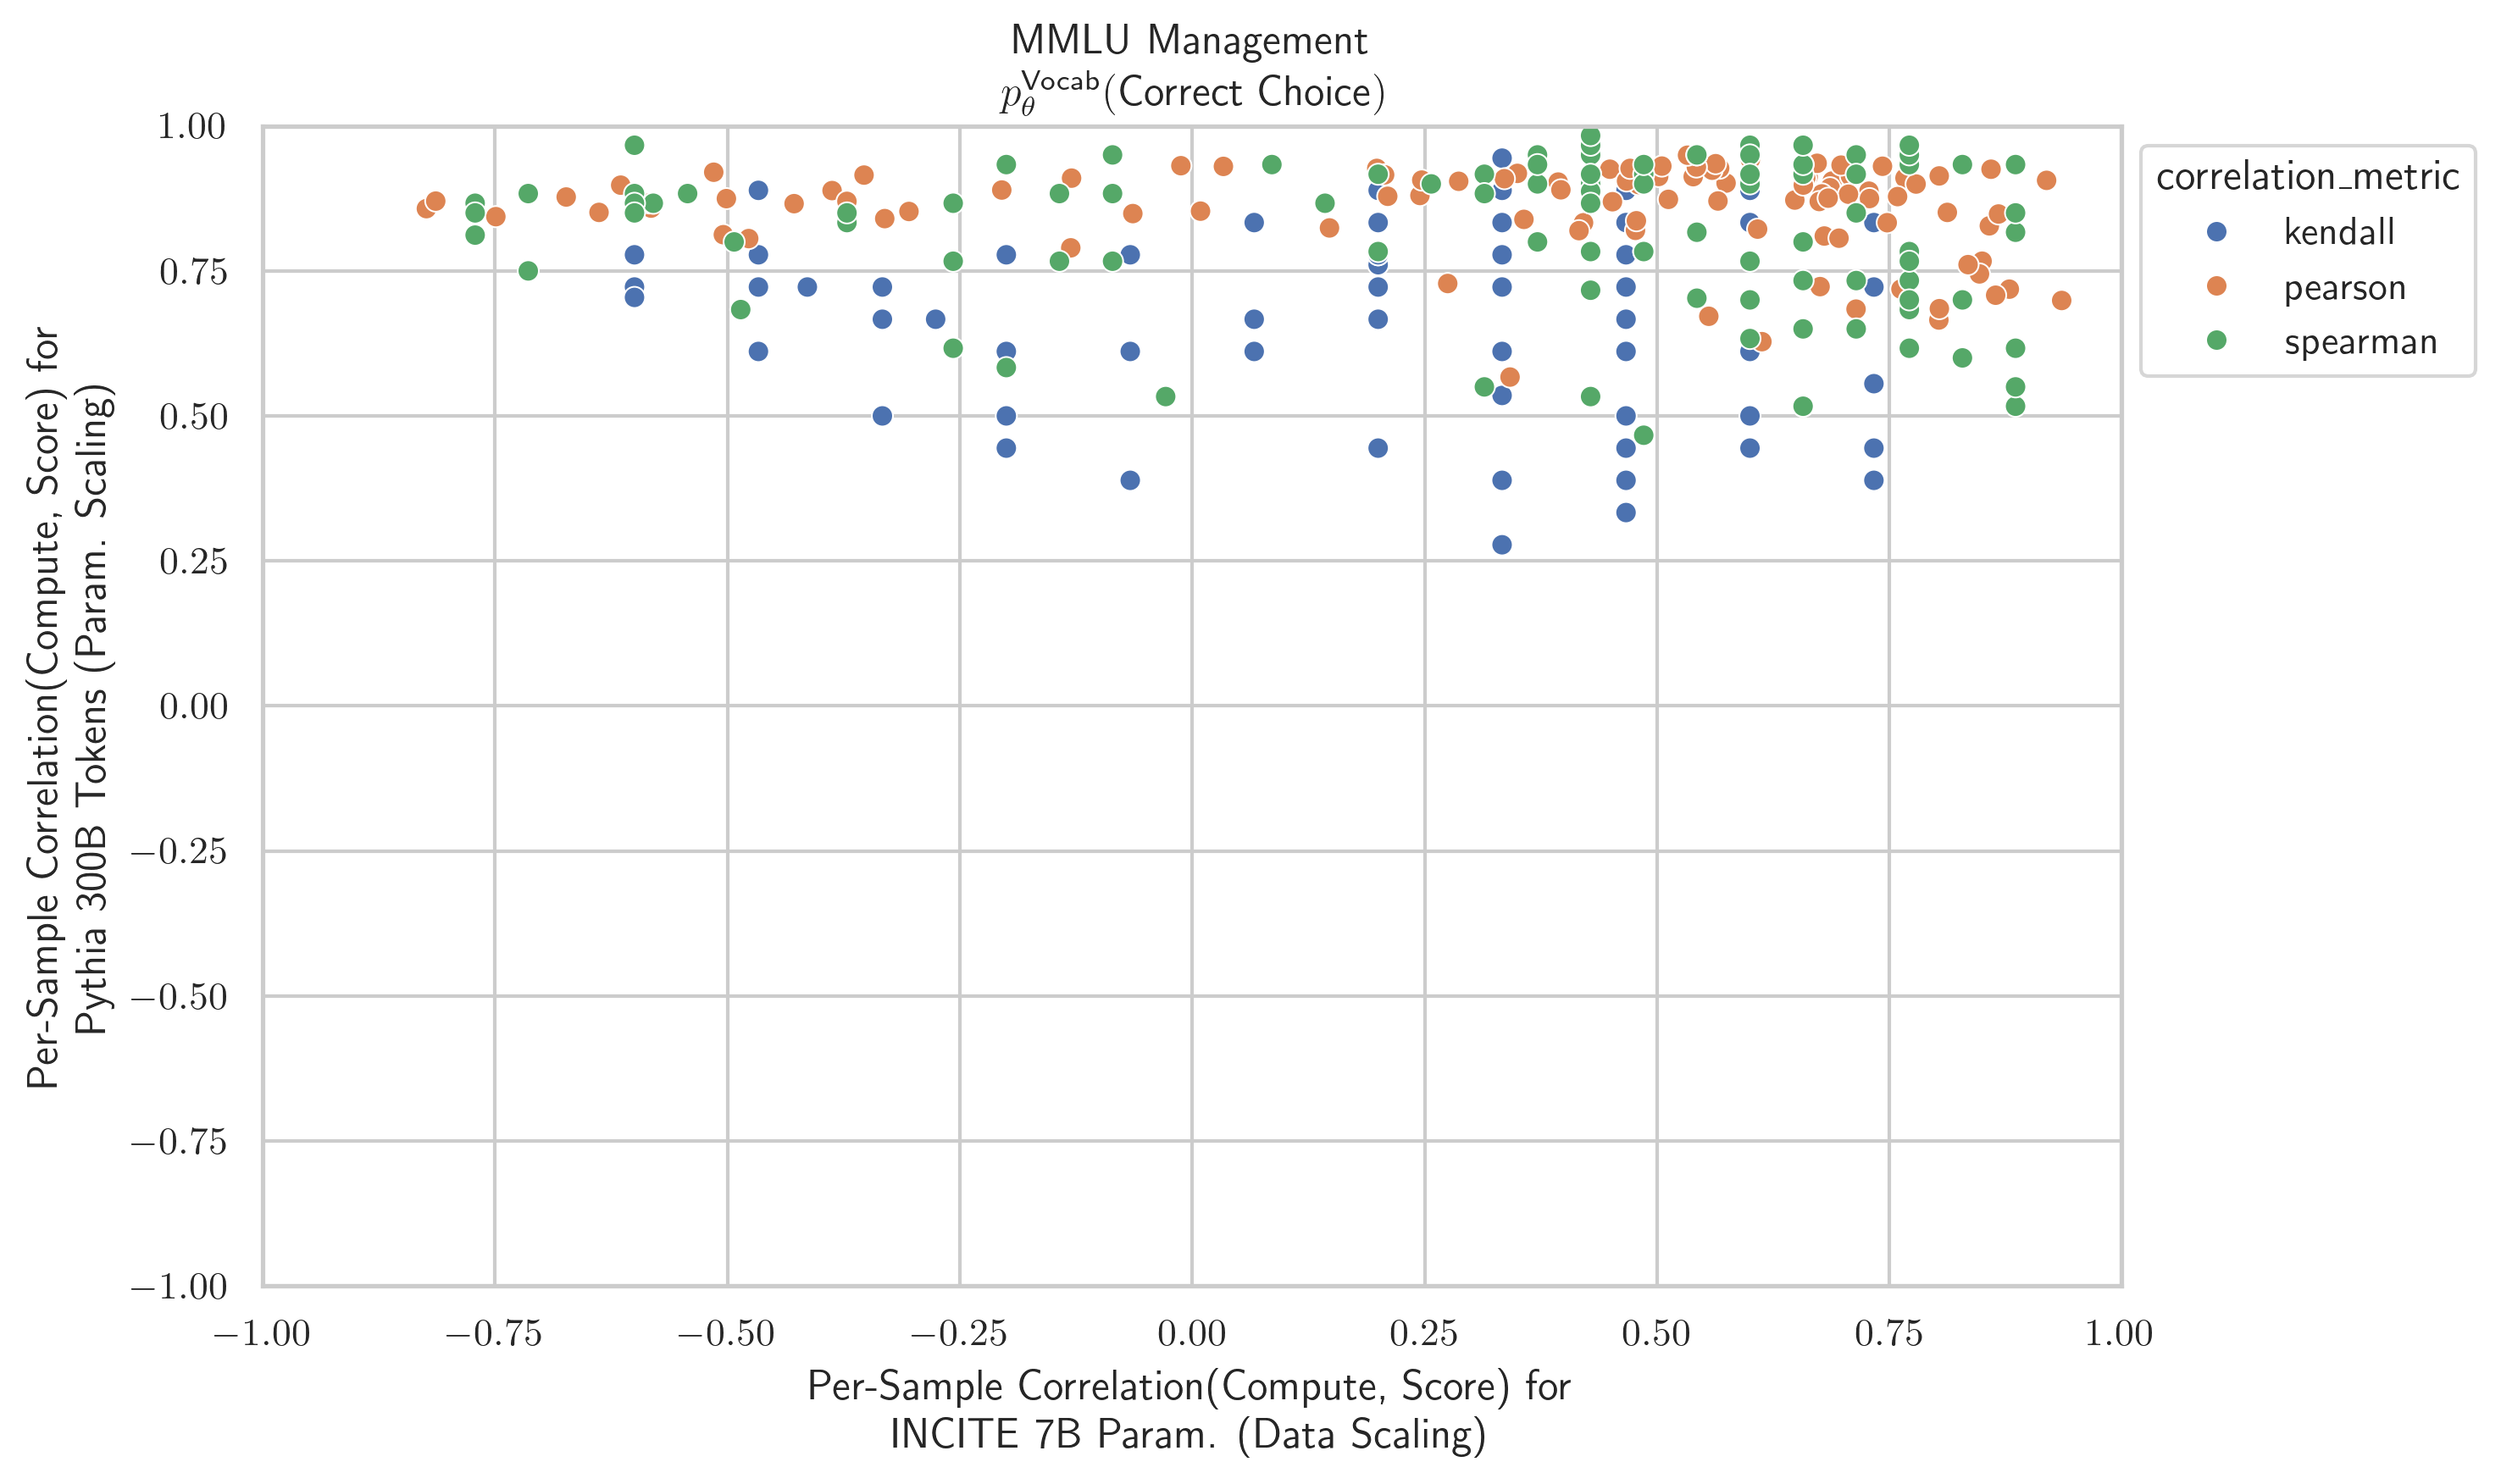 MMLU Management
p_θ^Vocab(Correct Choice)
1.00
0.75
0.50
0.25
0.00
−0.25
−0.50
−0.75
−1.00
Per-Sample Correlation(Compute, Score) for
Pythia 300B Tokens (Param. Scaling)
correlation_metric
kendall
pearson
spearman
−1.00
−0.75
−0.50
−0.25
0.00
0.25
0.50
0.75
1.00
Per-Sample Correlation(Compute, Score) for
INCITE 7B Param. (Data Scaling)